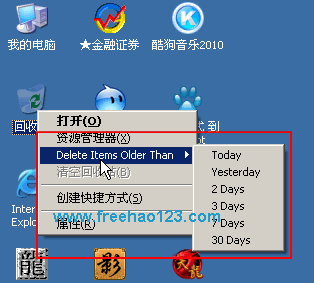 我的电脑
★金融证券
酷狗音乐2010
回收
式 到
打开(O)
资源管理器(X)
Delete Items Older Than
清空回收站(B)
创建快捷方式(S)
属性(R)
Today
Yesterday
2 Days
3 Days
7 Days
30 Days
Inter
Explo
www.freehao123.com
龍
影